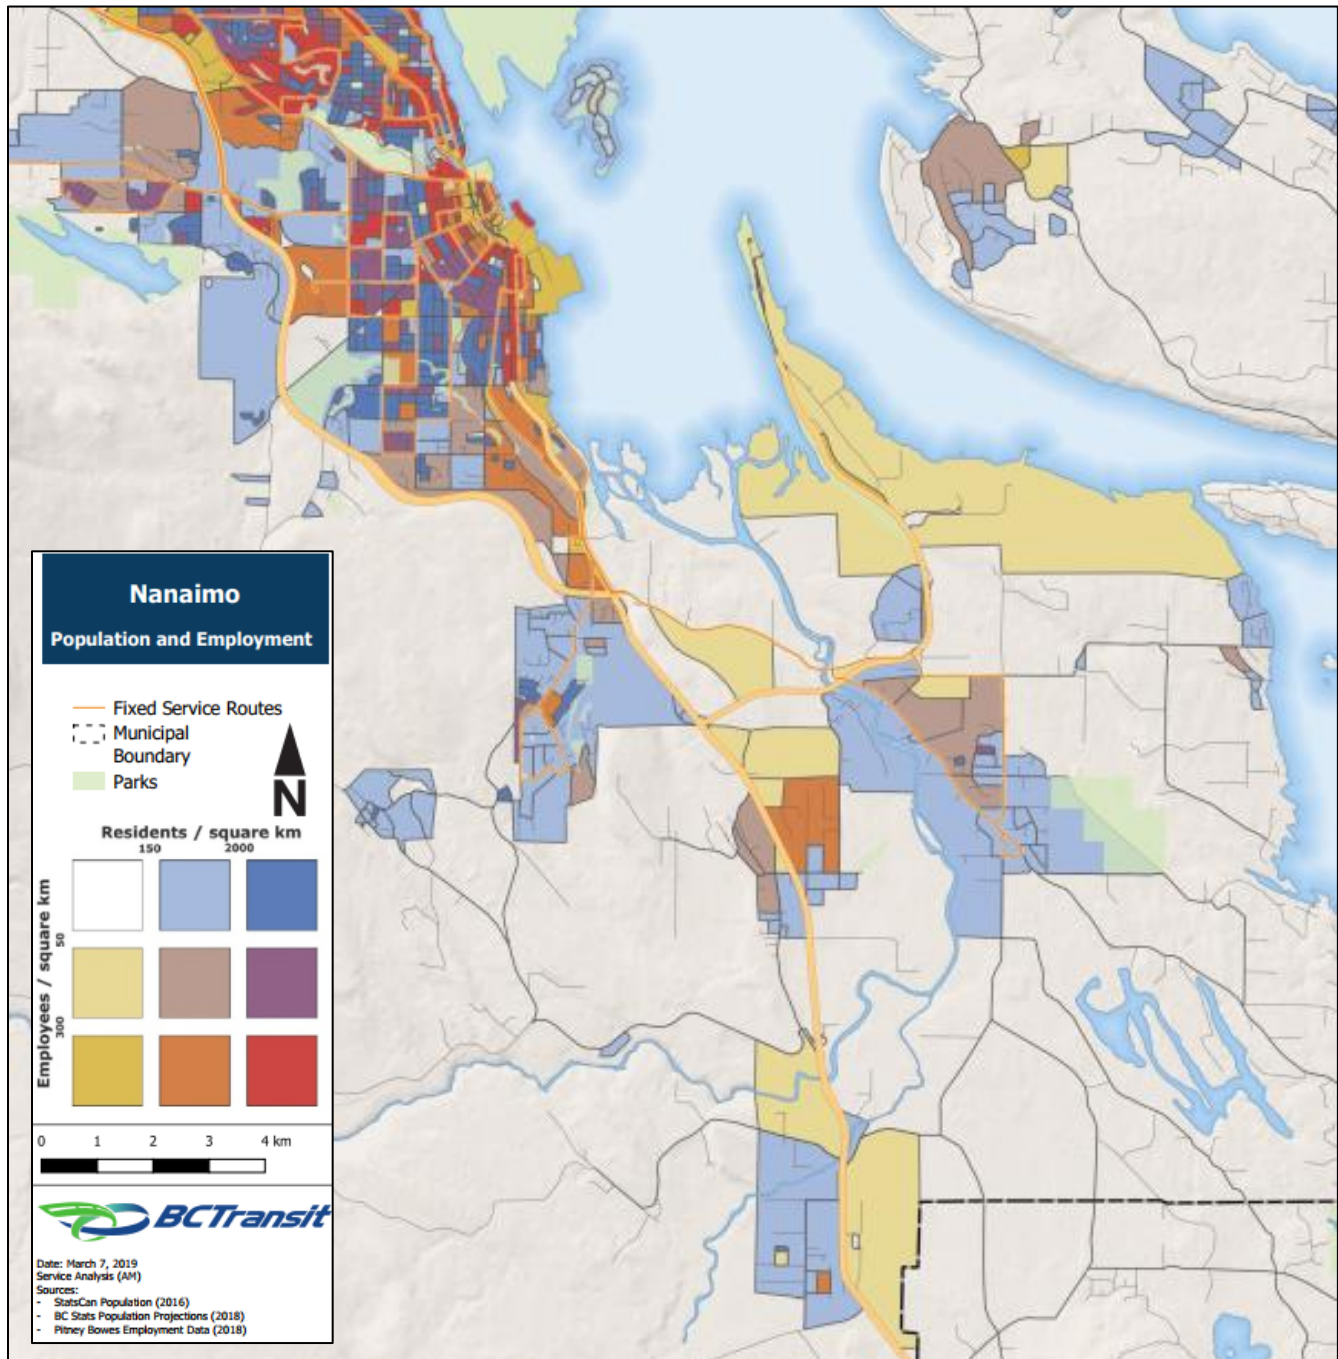 Nanaimo
Population and Employment
Fixed Service Routes
Municipal
Boundary
Parks
N
Residents / square km
150 2000
Employees / square km
50
300
0 1 2 3 4 km
BCTransit
Date: March 7, 2019
Service Analysis (AM)
Sources:
- StatsCan Population (2016)
- BC Stats Population Projections (2018)
- Pitney Bowes Employment Data (2018)